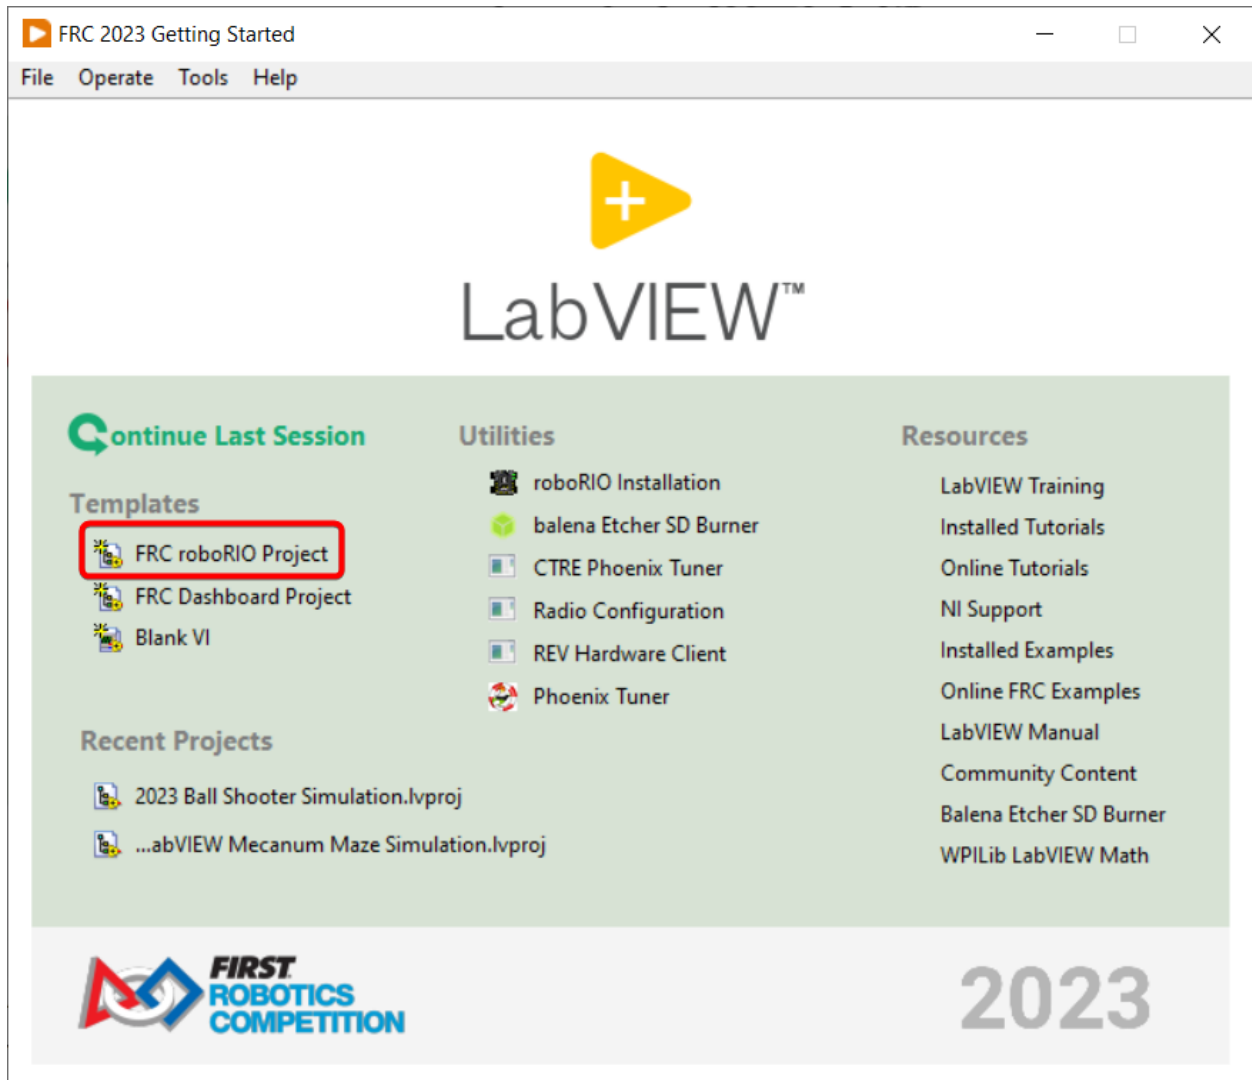 FRC 2023 Getting Started
File Operate Tools Help
LabVIEW™
Continue Last Session
Templates
FRC roboRIO Project
FRC Dashboard Project
Blank VI
Recent Projects
2023 Ball Shooter Simulation.lvproj
...abVIEW Mecanum Maze Simulation.lvproj
Utilities
roboRIO Installation
balena Etcher SD Burner
CTRE Phoenix Tuner
Radio Configuration
REV Hardware Client
Phoenix Tuner
Resources
LabVIEW Training
Installed Tutorials
Online Tutorials
NI Support
Installed Examples
Online FRC Examples
LabVIEW Manual
Community Content
Balena Etcher SD Burner
WPILib LabVIEW Math
FIRST
ROBOTICS
COMPETITION
2023